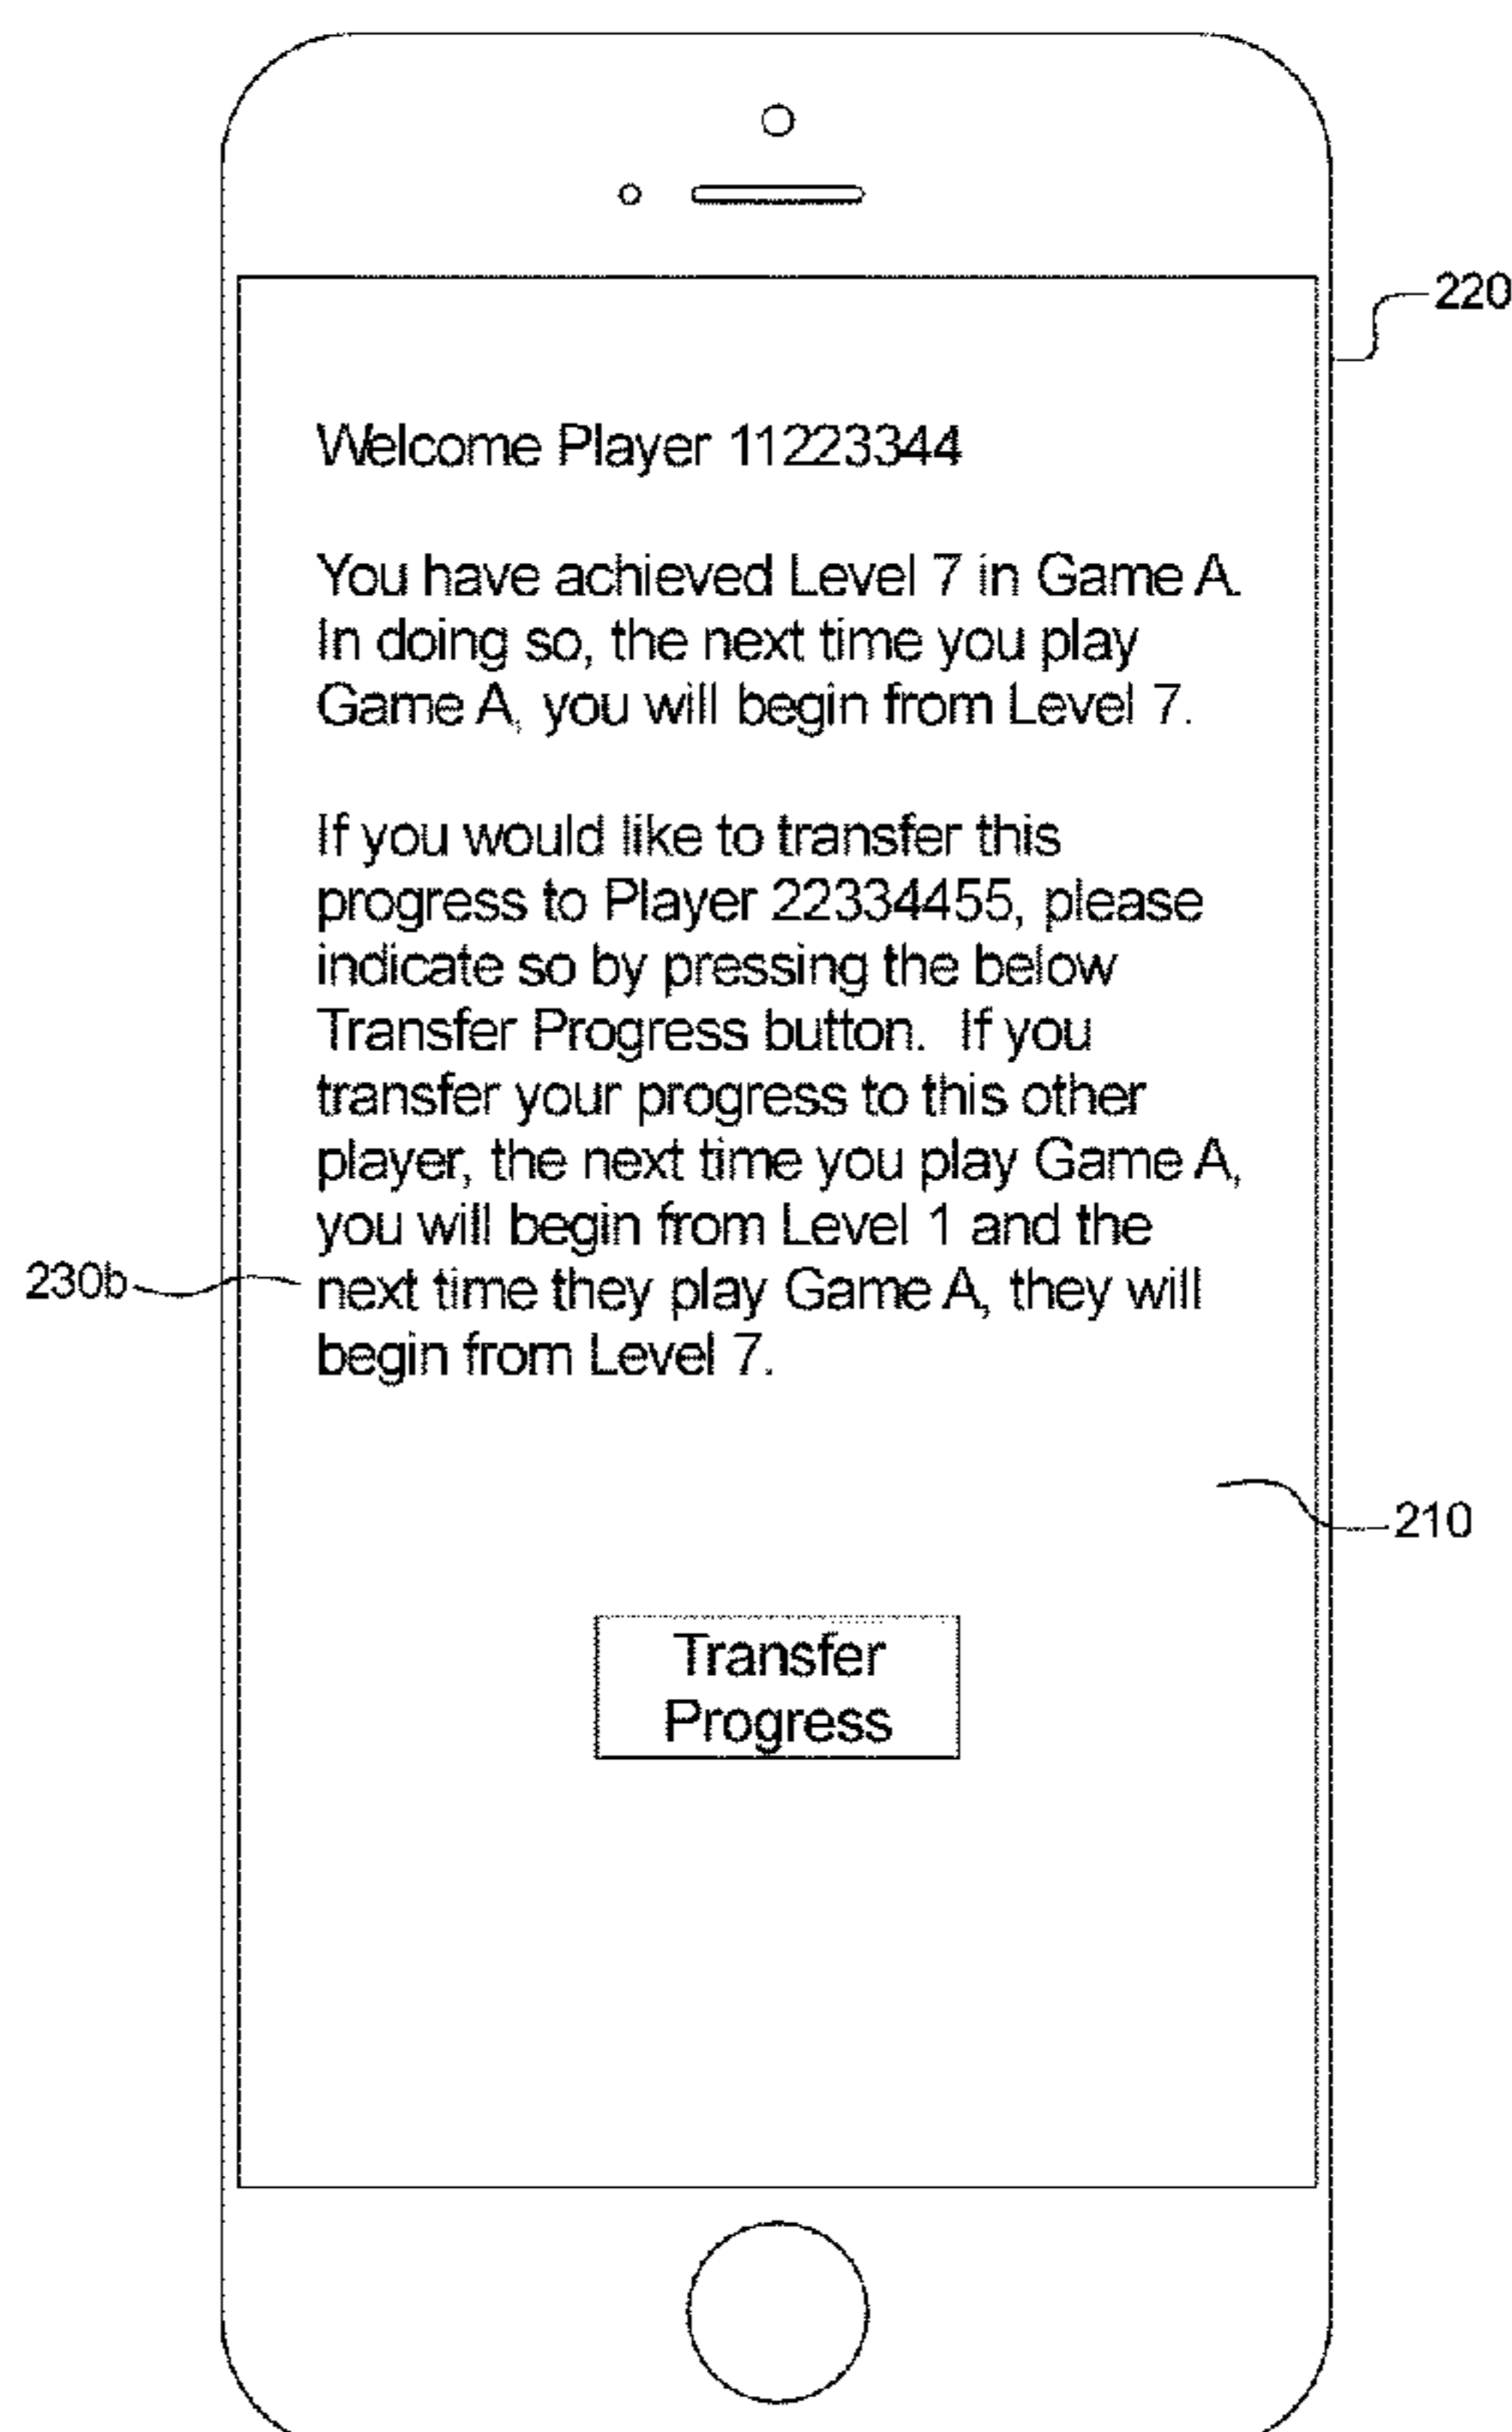 220
Welcome Player 11223344
You have achieved Level 7 in Game A.
In doing so, the next time you play
Game A, you will begin from Level 7.
If you would like to transfer this
progress to Player 22334455, please
indicate so by pressing the below
Transfer Progress button.  If you
transfer your progress to this other
player, the next time you play Game A,
you will begin from Level 1 and the
230b
next time they play Game A, they will
begin from Level 7.
210
Transfer
Progress